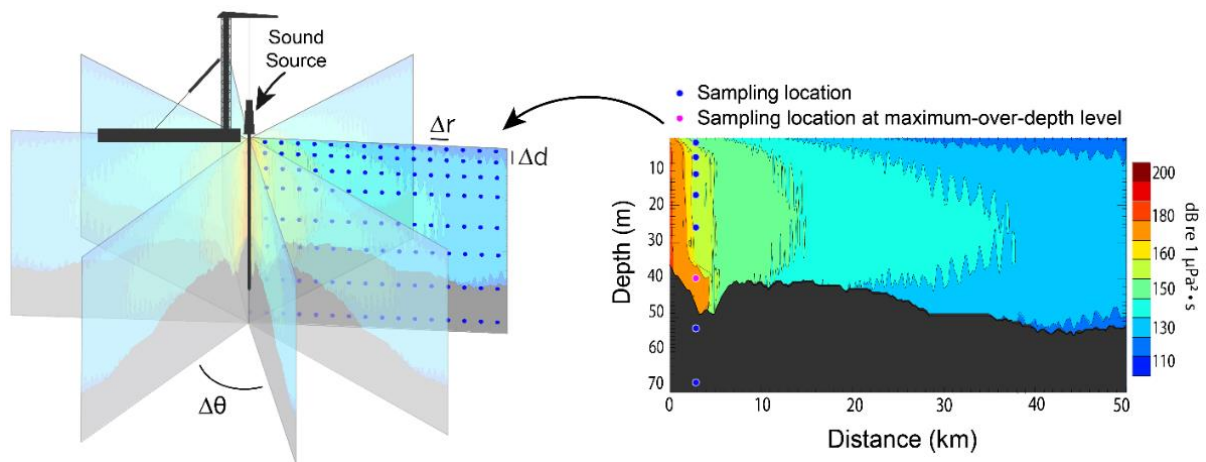 Sound
Source
Δr
Δd
Δθ
Sampling location
Sampling location at maximum-over-depth level
Depth (m)
10
20
30
40
50
60
70
0
10
20
30
40
50
Distance (km)
200
180
160
150
140
130
110
dB re 1 μPa²•s